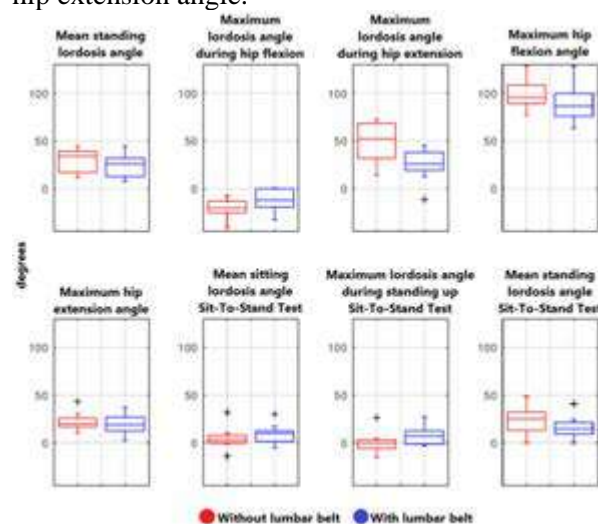 hip extension angle.
Mean standing
lordosis angle
Maximum
lordosis angle
during hip flexion
Maximum
lordosis angle
during hip extension
Maximum hip
flexion angle
100
50
0
100
50
0
100
50
0
100
50
0
degrees
Maximum hip
extension angle
Mean sitting
lordosis angle
Sit-To-Stand Test
Maximum lordosis angle
during standing up
Sit-To-Stand Test
Mean standing
lordosis angle
Sit-To-Stand Test
100
50
0
100
50
0
100
50
0
100
50
0
Without lumbar belt
With lumbar belt